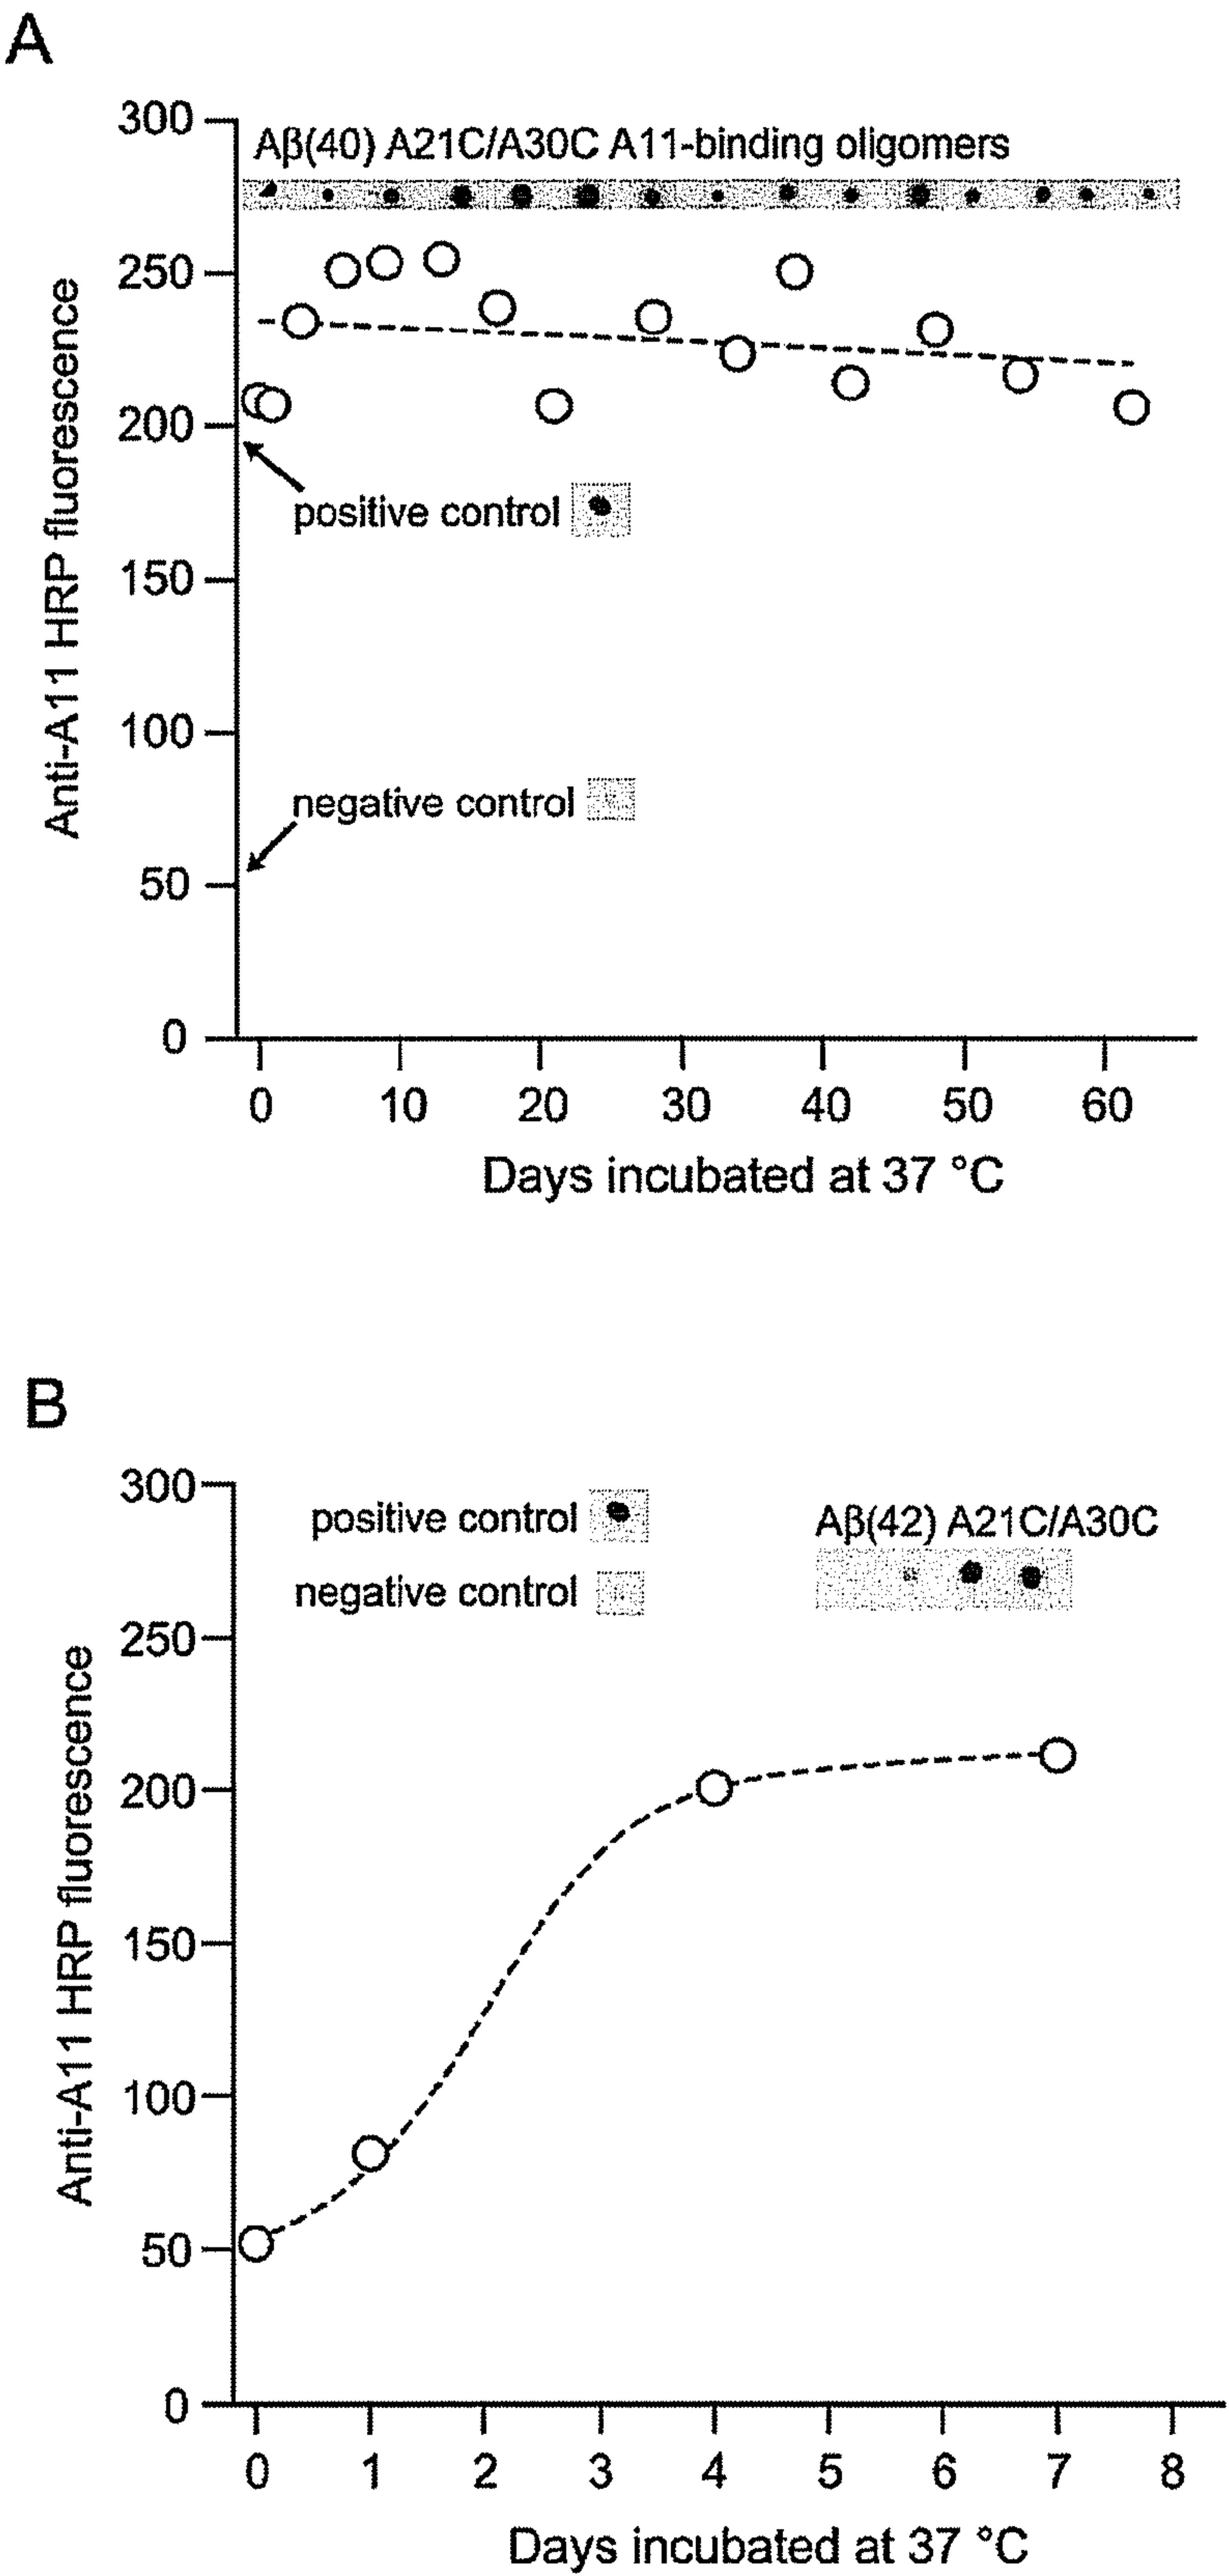 A
300
Aβ(40) A21C/A30C A11-binding oligomers
250
200
positive control
150
100
negative control
50
0
Anti-A11 HRP fluorescence
0 10 20 30 40 50 60
Days incubated at 37 °C
B
300
positive control
Aβ(42) A21C/A30C
negative control
250
200
150
100
50
0
Anti-A11 HRP fluorescence
0 1 2 3 4 5 6 7 8
Days incubated at 37 °C